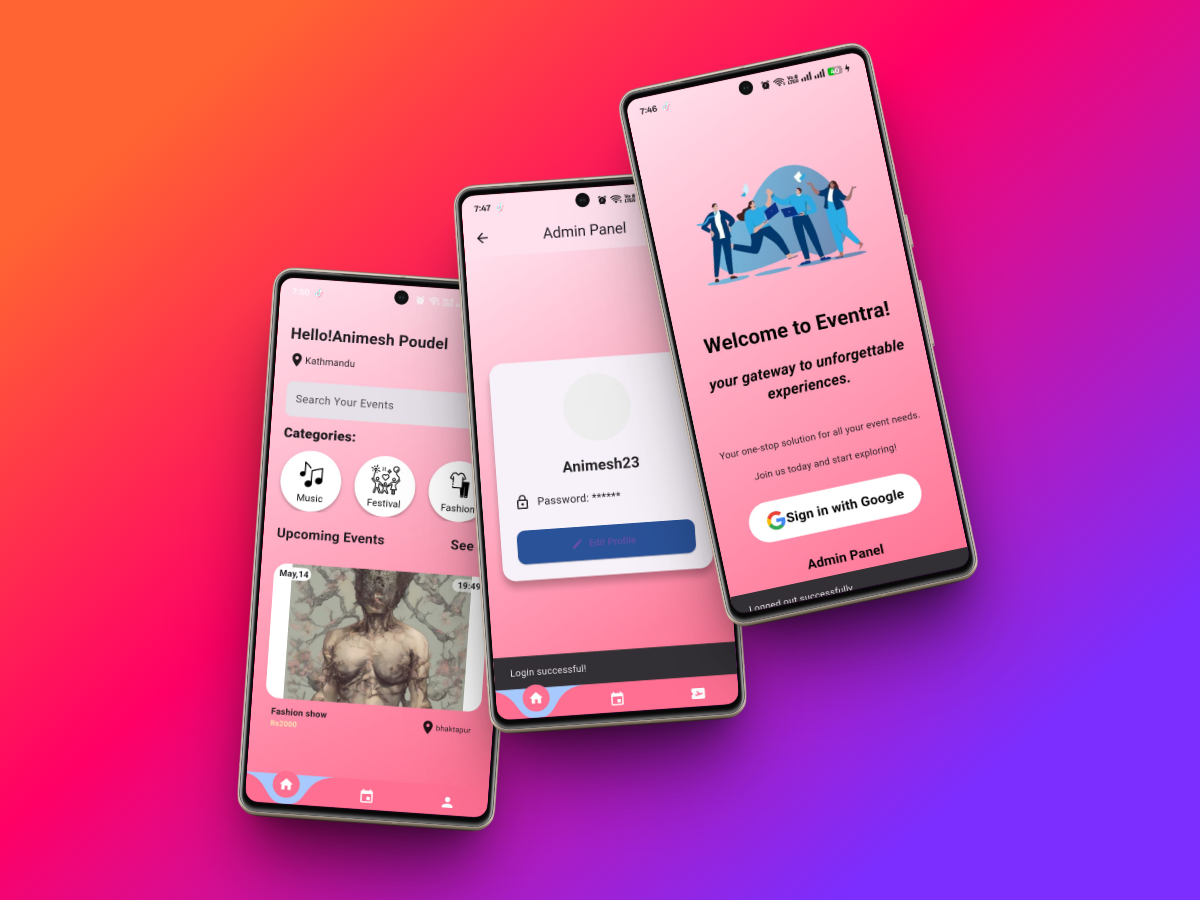 7:50
Hello!Animesh Poudel
Kathmandu
Search Your Events
Categories:
Music
Festival
Fashion
Upcoming Events
See
May,14
19:49
Fashion show
Rs2000
bhaktapur
7:47
Admin Panel
Animesh23
Password: ******
Edit Profile
Login successful!
7:46
40
Welcome to Eventra!
your gateway to unforgettable
experiences.
Your one-stop solution for all your event needs.
Join us today and start exploring!
Sign in with Google
Admin Panel
Logged out successfully